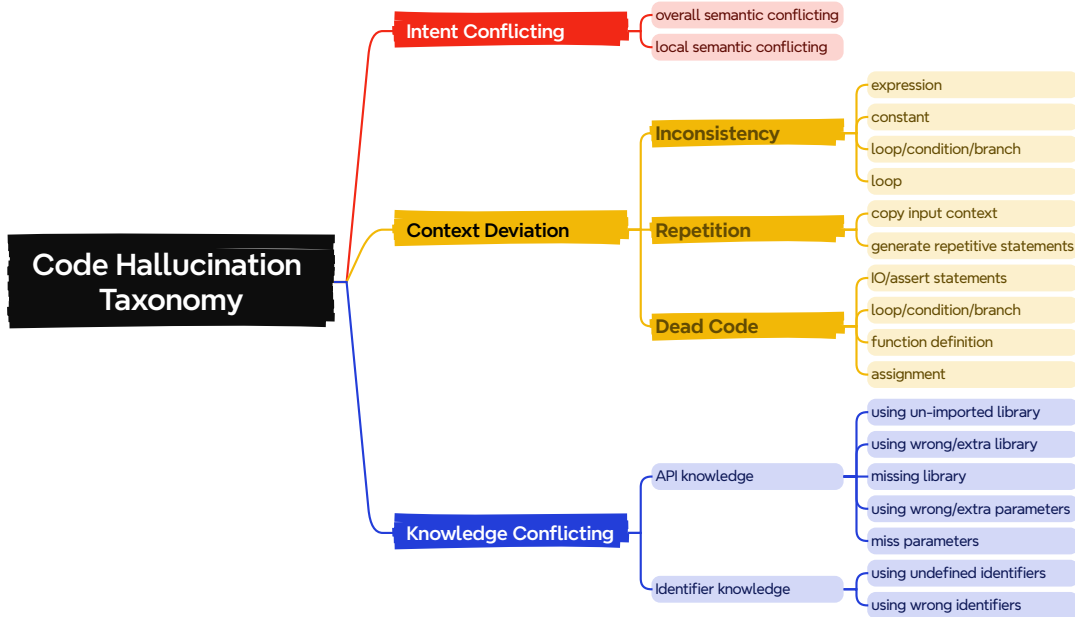 Code Hallucination
Taxonomy
Intent Conflicting
overall semantic conflicting
local semantic conflicting
Context Deviation
Inconsistency
expression
constant
loop/condition/branch
loop
Repetition
copy input context
generate repetitive statements
Dead Code
IO/assert statements
loop/condition/branch
function definition
assignment
Knowledge Conflicting
API knowledge
using un-imported library
using wrong/extra library
missing library
using wrong/extra parameters
miss parameters
Identifier knowledge
using undefined identifiers
using wrong identifiers